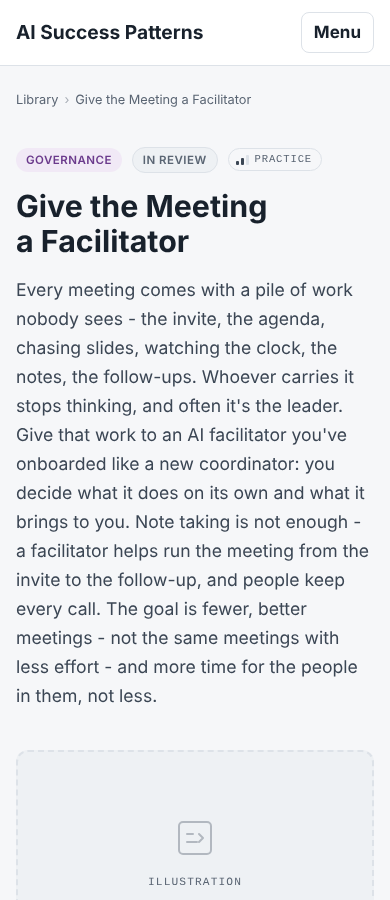 AI Success Patterns
Menu
Library › Give the Meeting a Facilitator
GOVERNANCE
IN REVIEW
PRACTICE
Give the Meeting
a Facilitator
Every meeting comes with a pile of work
nobody sees - the invite, the agenda,
chasing slides, watching the clock, the
notes, the follow-ups. Whoever carries it
stops thinking, and often it's the leader.
Give that work to an AI facilitator you've
onboarded like a new coordinator: you
decide what it does on its own and what it
brings to you. Note taking is not enough -
a facilitator helps run the meeting from the
invite to the follow-up, and people keep
every call. The goal is fewer, better
meetings - not the same meetings with
less effort - and more time for the people
in them, not less.
ILLUSTRATION